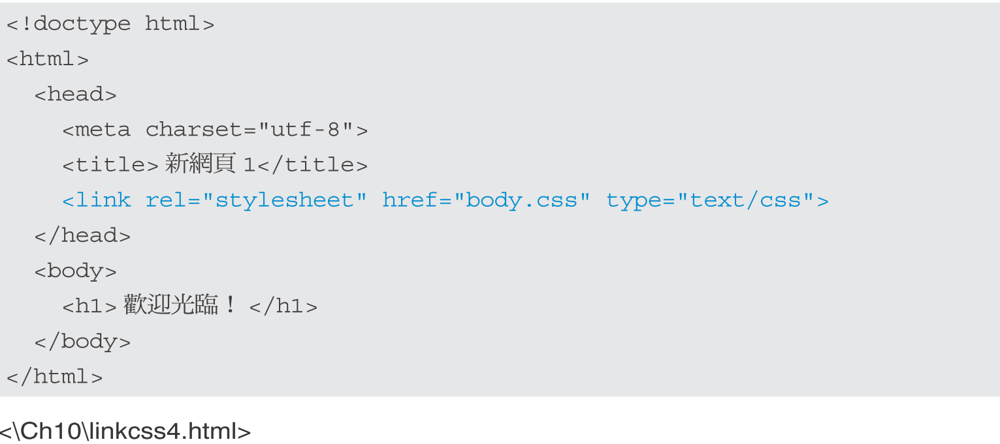 <!doctype html>
<html>
  <head>
    <meta charset="utf-8">
    <title>新網頁 1</title>
    <link rel="stylesheet" href="body.css" type="text/css">
  </head>
  <body>
    <h1>歡迎光臨！</h1>
  </body>
</html>
<\Ch10\linkcss4.html>